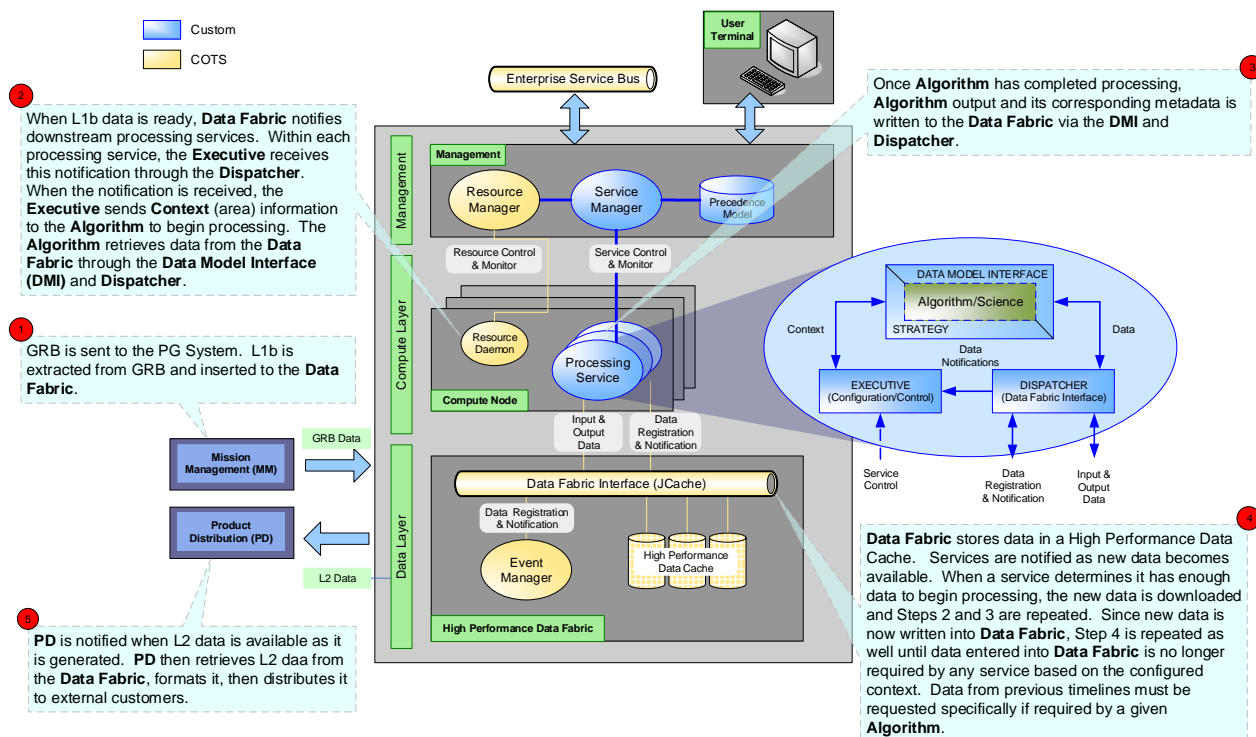 Custom
COTS
Enterprise Service Bus
User
Terminal
2
When L1b data is ready, Data Fabric notifies
downstream processing services. Within each
processing service, the Executive receives
this notification through the Dispatcher.
When the notification is received, the
Executive sends Context (area) information
to the Algorithm to begin processing. The
Algorithm retrieves data from the Data
Fabric through the Data Model Interface
(DMI) and Dispatcher.
3
Once Algorithm has completed processing,
Algorithm output and its corresponding metadata is
written to the Data Fabric via the DMI and
Dispatcher.
Management
Management
Resource
Manager
Service
Manager
Precedence
Model
Resource Control
& Monitor
Service Control
& Monitor
Compute Layer
Resource
Daemon
Processing
Service
Compute Node
Input &
Output
Data
Data
Registration
& Notification
DATA MODEL INTERFACE
Algorithm/Science
STRATEGY
Context
Data
Data
Notifications
EXECUTIVE
(Configuration/Control)
DISPATCHER
(Data Fabric Interface)
Service
Control
Data
Registration
& Notification
Input &
Output
Data
1
GRB is sent to the PG System. L1b is
extracted from GRB and inserted to the Data
Fabric.
Mission
Management (MM)
GRB Data
Product
Distribution (PD)
L2 Data
Data Layer
Data Fabric Interface (JCache)
Data Registration
& Notification
Event
Manager
High Performance
Data Cache
High Performance Data Fabric
4
Data Fabric stores data in a High Performance Data
Cache. Services are notified as new data becomes
available. When a service determines it has enough
data to begin processing, the new data is downloaded
and Steps 2 and 3 are repeated. Since new data is
now written into Data Fabric, Step 4 is repeated as
well until data entered into Data Fabric is no longer
required by any service based on the configured
context. Data from previous timelines must be
requested specifically if required by a given
Algorithm.
5
PD is notified when L2 data is available as it
is generated. PD then retrieves L2 daa from
the Data Fabric, formats it, then distributes it
to external customers.